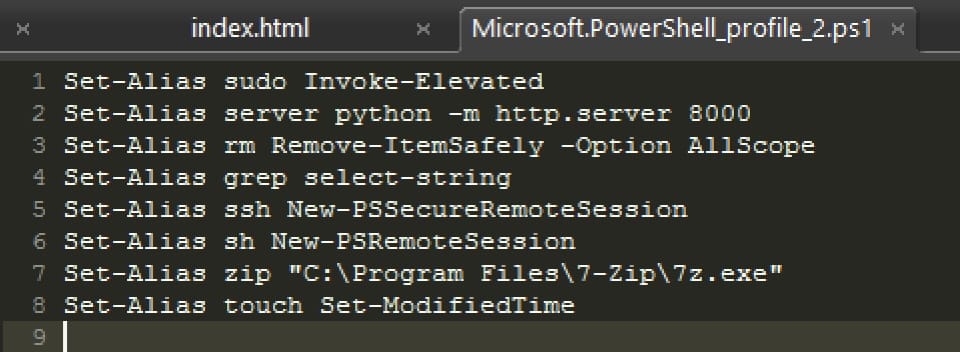 index.html
Microsoft.PowerShell_profile_2.ps1
1 Set-Alias sudo Invoke-Elevated
2 Set-Alias server python -m http.server 8000
3 Set-Alias rm Remove-ItemSafely -Option AllScope
4 Set-Alias grep select-string
5 Set-Alias ssh New-PSSecureRemoteSession
6 Set-Alias sh New-PSRemoteSession
7 Set-Alias zip "C:\Program Files\7-Zip\7z.exe"
8 Set-Alias touch Set-ModifiedTime
9